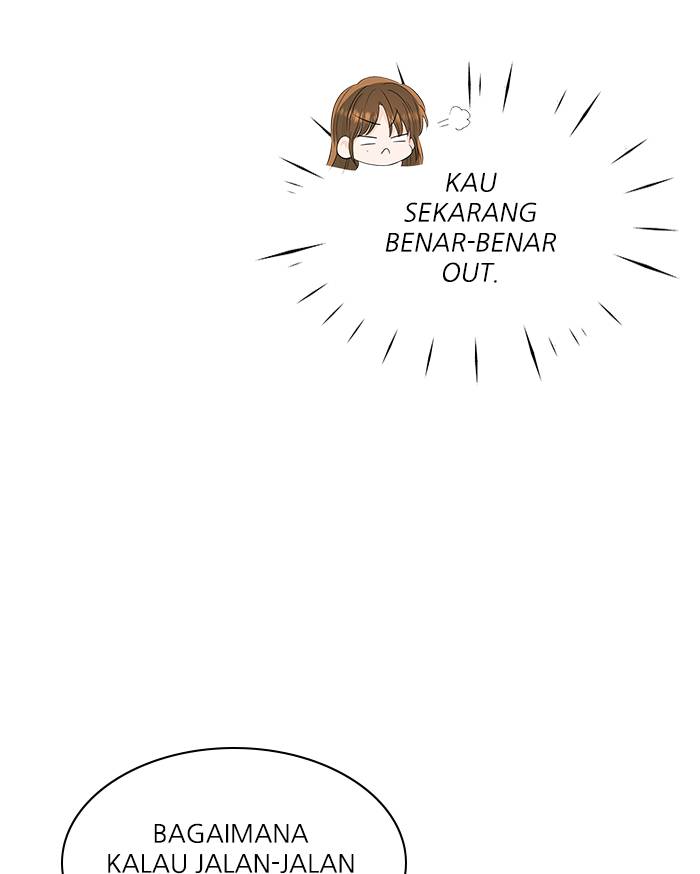 KAU
SEKARANG
BENAR-BENAR
OUT.
BAGAIMANA
KALAU JALAN-JALAN